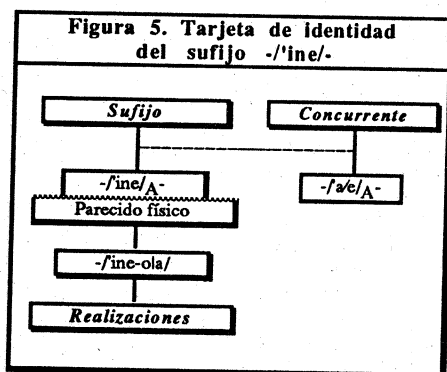 Figura 5. Tarjeta de identidad
del sufijo -/'ine/-
Sufijo
Concurrente
-/'ine/A-
-/'a/e/A-
Parecido físico
-/'ine-ola/
Realizaciones